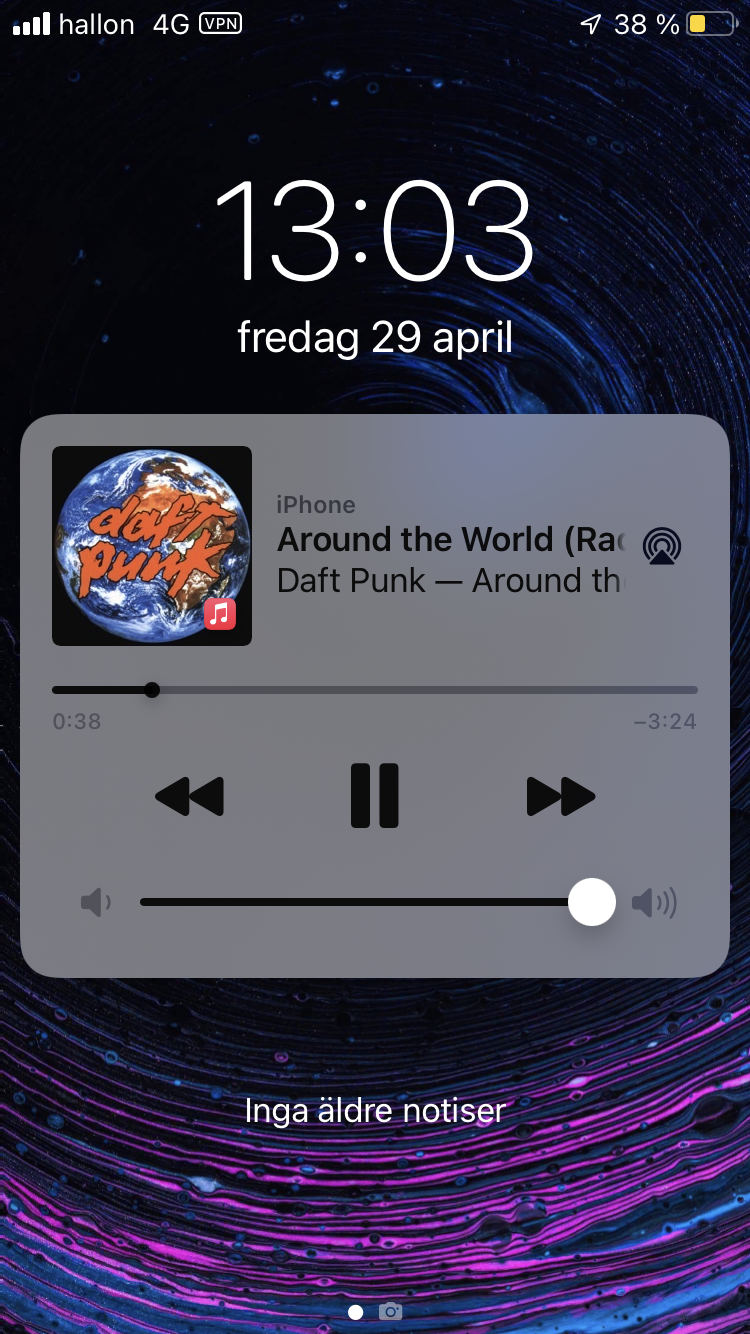 hallon 4G VPN 38 %
13:03
fredag 29 april
daft
punk
iPhone
Around the World (Ra
Daft Punk — Around th
0:38 −3:24
Inga äldre notiser